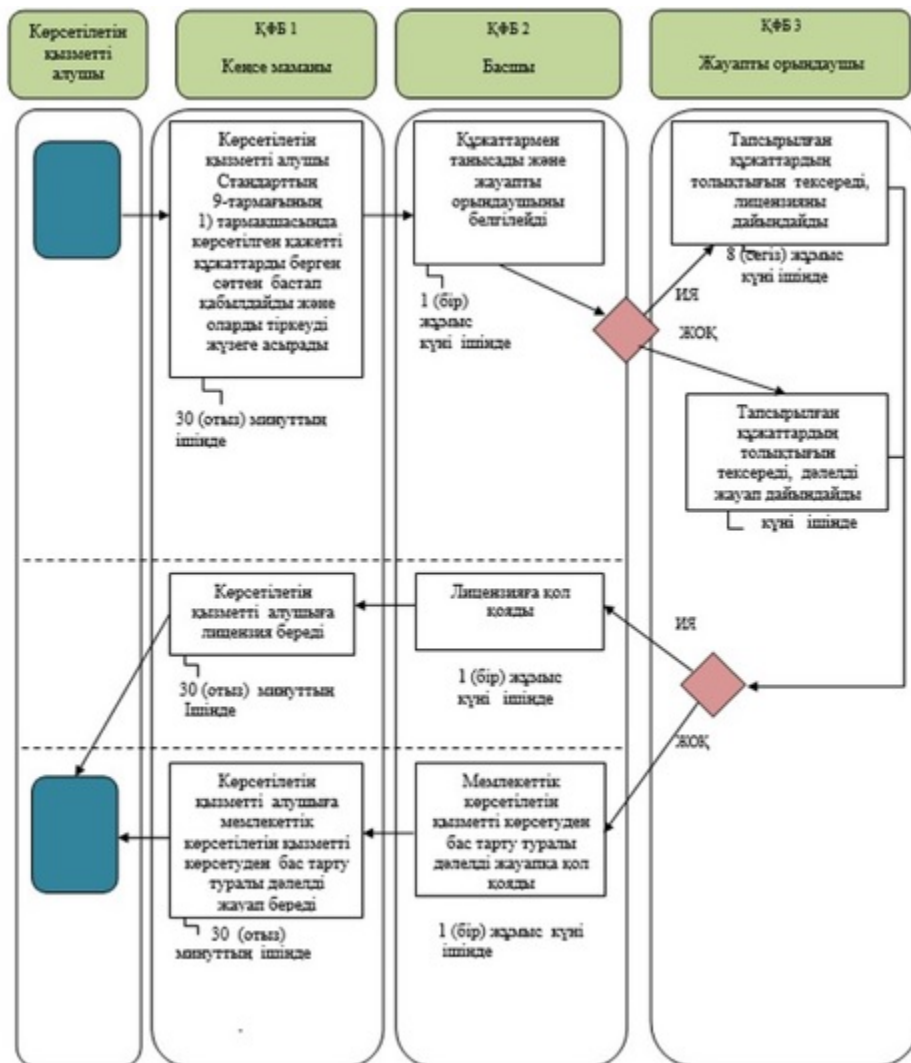 Көрсетілетін
қызметті
алушы
ҚФБ 1
Кеңсе маманы
ҚФБ 2
Басшы
ҚФБ 3
Жауапты орындаушы
Көрсетілетін
қызметті алушы
Стандарттың
9-тармағының
1) тармақшасында
көрсетілген қажетті
құжаттарды берген
сәттен бастап
қабылдайды және
оларды тіркеуді
жүзеге асырады
30 (отыз) минуттың
ішінде
Құжаттармен
танысады және
жауапты
орындаушыны
белгілейді
1 (бір)
жұмыс
күні ішінде
Тапсырылған
құжаттардың
толықтығын тексереді,
лицензияны
дайындайды
8 (сегіз) жұмыс
күні ішінде
ИЯ
ЖОҚ
Тапсырылған
құжаттардың
толықтығын
тексереді, дәлелді
жауап дайындайды
күні ішінде
Көрсетілетін
қызметті алушыға
лицензия береді
30 (отыз) минуттың
Ішінде
Лицензияға қол
қояды
1 (бір) жұмыс
күні ішінде
ИЯ
ЖОҚ
Көрсетілетін
қызметті алушыға
мемлекеттік
көрсетілетін қызметті
көрсетуден бас тарту
туралы дәлелді
жауап береді
30 (отыз)
минуттың ішінде
Мемлекеттік
көрсетілетін
қызметті көрсетуден
бас тарту туралы
дәлелді жауапқа қол
қояды
1 (бір) жұмыс күні
ішінде